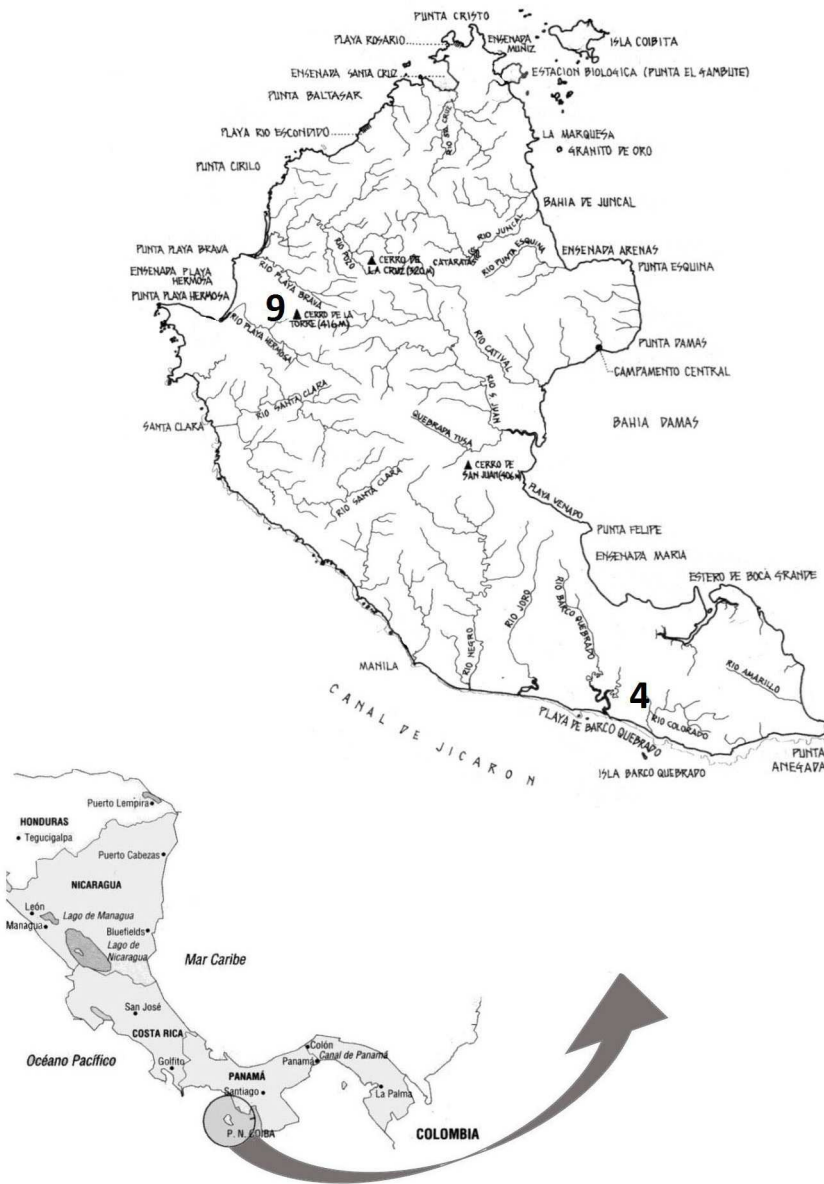 PUNTA CRISTO
PLAYA ROSARIO
ENSENADA
MUÑIZ
ISLA COIBITA
ENSENADA SANTA CRUZ
ESTACION BIOLOGICA (PUNTA EL GAMBUTE)
PUNTA BALTASAR
RIO STA. CRUZ
PLAYA RIO ESCONDIDO
LA MARQUESA
GRANITO DE ORO
PUNTA CIRILO
BAHIA DE JUNCAL
RIO JUNCAL
PUNTA PLAYA BRAVA
RIO POZO
CERRO DE
LA CRUZ (320M)
CATARATAS
RIO PUNTA ESQUINA
ENSENADA ARENAS
ENSENADA PLAYA
HERMOSA
PUNTA ESQUINA
RIO PLAYA BRAVA
PUNTA PLAYA HERMOSA
9
CERRO DE LA
TORRE (416M)
RIO PLAYA HERMOSA
RIO CATIVAL
PUNTA DAMAS
CAMPAMENTO CENTRAL
RIO S. JUAN
RIO SANTA CLARA
SANTA CLARA
QUEBRADA TUSA
BAHIA DAMAS
CERRO DE
SAN JUAN (406M)
RIO SANTA CLARA
PLAYA VENADO
PUNTA FELIPE
ENSENADA MARIA
ESTERO DE BOCA GRANDE
RIO JORO
RIO BARCO QUEBRADO
RIO NEGRO
MANILA
RIO AMARILLO
4
CANAL DE JICARON
PLAYA DE BARCO QUEBRADO
RIO COLORADO
PUNTA
ANEGADA
ISLA BARCO QUEBRADO
Puerto Lempira
HONDURAS
Tegucigalpa
Puerto Cabezas
NICARAGUA
León
Lago de Managua
Managua
Bluefields
Lago de
Nicaragua
Mar Caribe
San José
COSTA RICA
Océano Pacífico
Golfito
Colón
Canal de Panamá
Panamá
PANAMÁ
Santiago
La Palma
P. N. COIBA
COLOMBIA